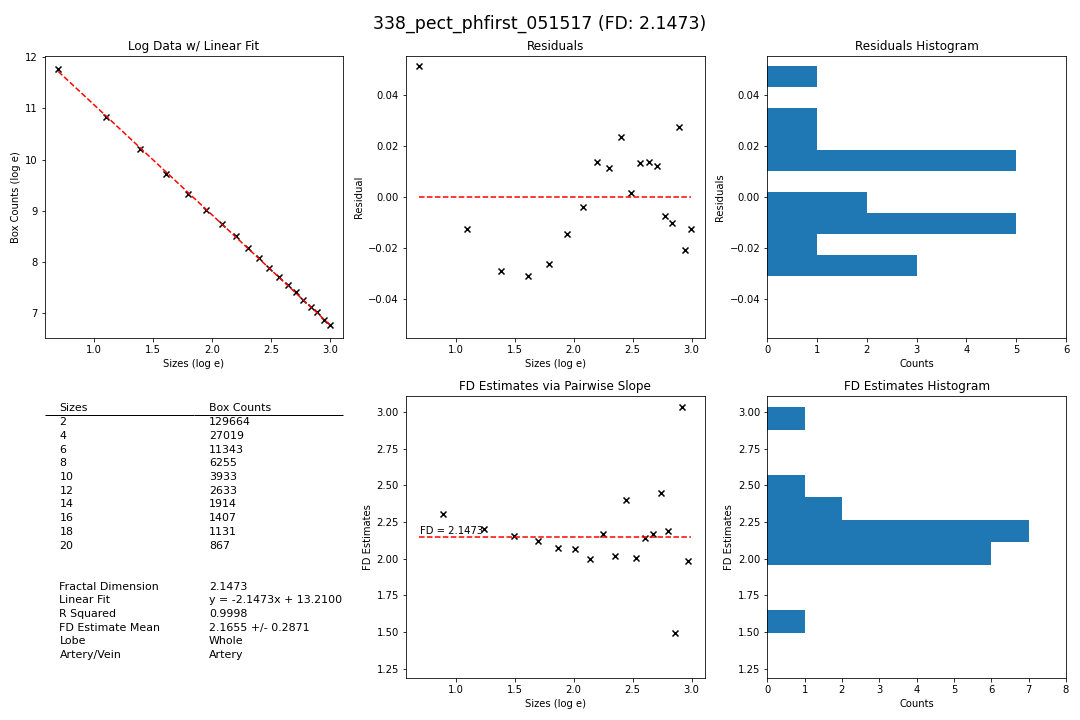 338_pect_phfirst_051517 (FD: 2.1473)
Log Data w/ Linear Fit
Box Counts (log e)
12
11
10
9
8
7
1.0 1.5 2.0 2.5 3.0
Sizes (log e)
Residuals
Residual
0.04
0.02
0.00
−0.02
−0.04
1.0 1.5 2.0 2.5 3.0
Sizes (log e)
Residuals Histogram
Residuals
0.04
0.02
0.00
−0.02
−0.04
0 1 2 3 4 5 6
Counts
Sizes Box Counts
2 129664
4 27019
6 11343
8 6255
10 3933
12 2633
14 1914
16 1407
18 1131
20 867
Fractal Dimension 2.1473
Linear Fit y = -2.1473x + 13.2100
R Squared 0.9998
FD Estimate Mean 2.1655 +/- 0.2871
Lobe Whole
Artery/Vein Artery
FD Estimates via Pairwise Slope
FD Estimates
3.00
2.75
2.50
2.25
2.00
1.75
1.50
1.25
FD = 2.1473
1.0 1.5 2.0 2.5 3.0
Sizes (log e)
FD Estimates Histogram
FD Estimates
3.00
2.75
2.50
2.25
2.00
1.75
1.50
1.25
0 1 2 3 4 5 6 7 8
Counts